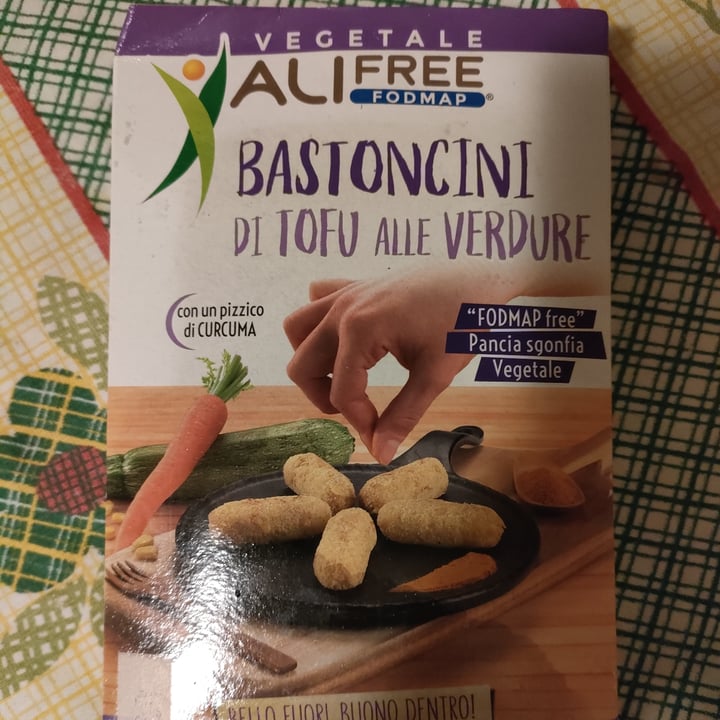 VEGETALE
ALIFREE
FODMAP®
BASTONCINI
DI TOFU ALLE VERDURE
con un pizzico
di CURCUMA
"FODMAP free"
Pancia sgonfia
Vegetale
BELLO FUORI, BUONO DENTRO!